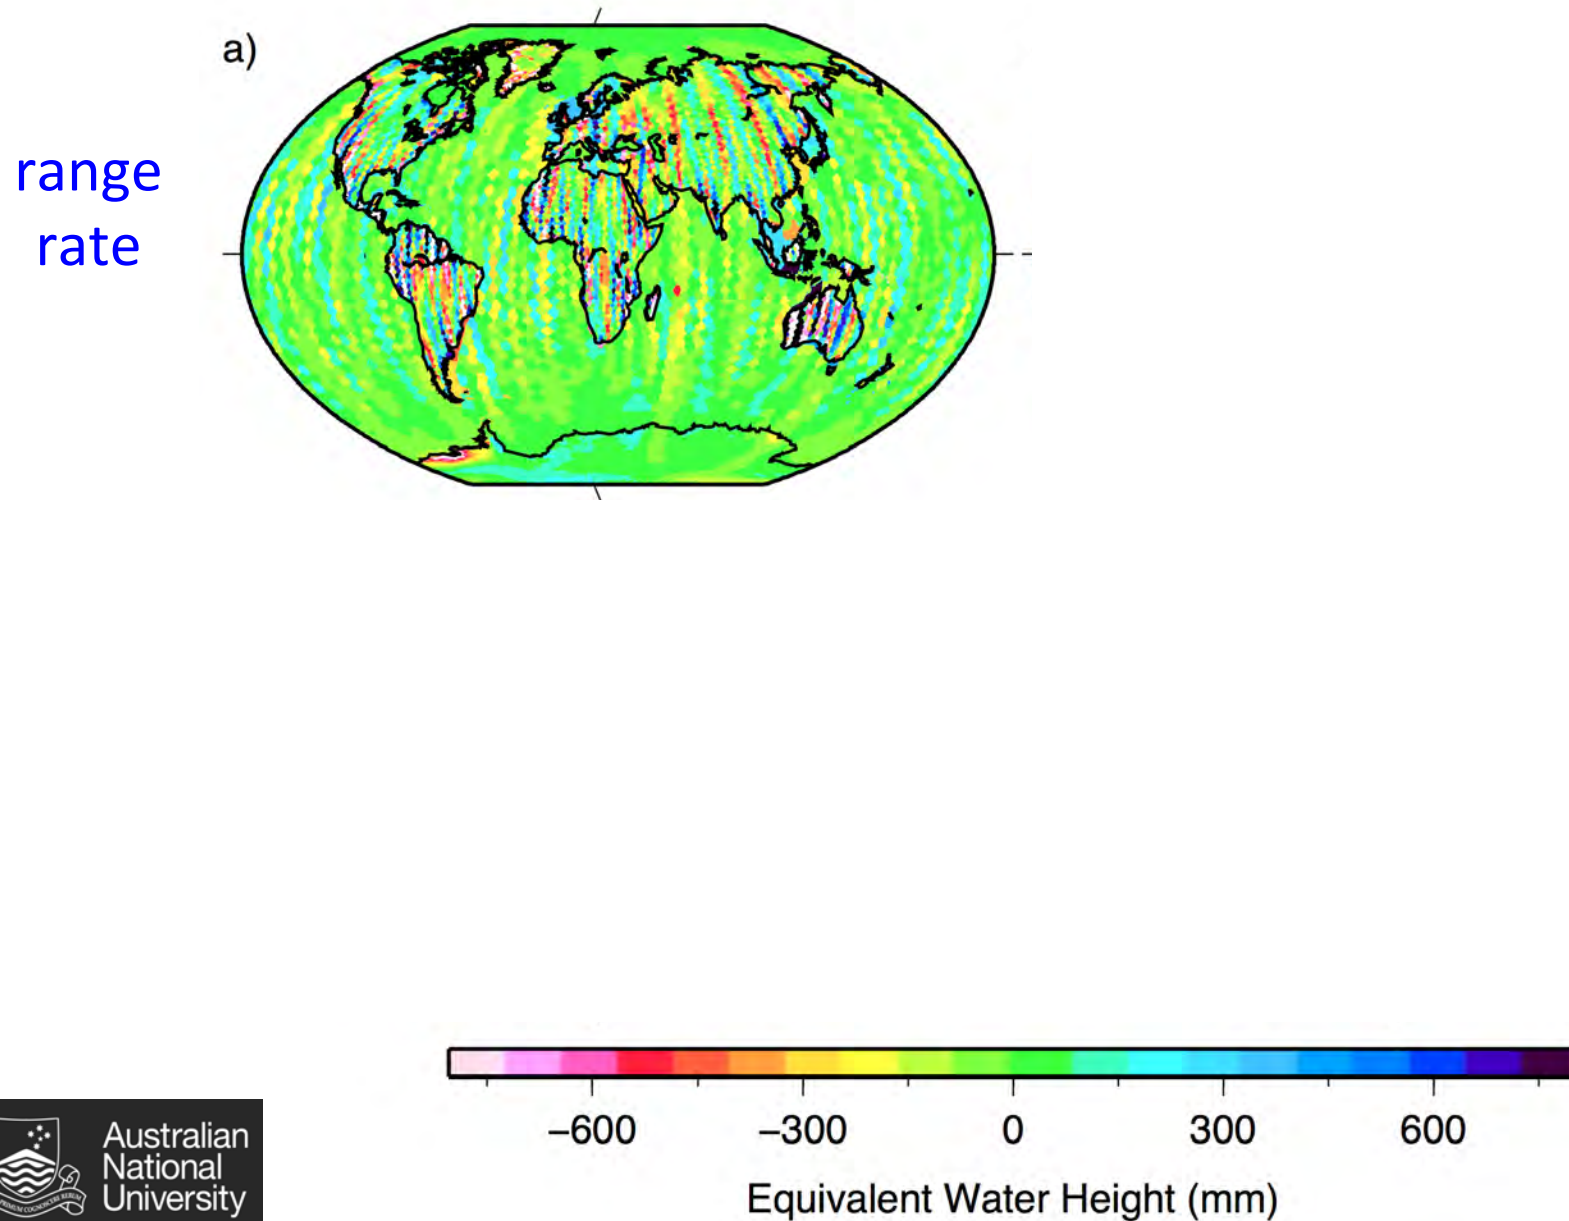 a)
range
rate
−600 −300 0 300 600
Equivalent Water Height (mm)
Australian
National
University